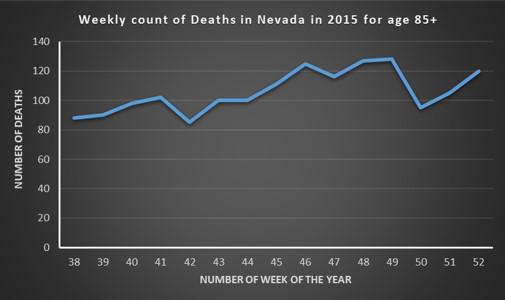 Weekly count of Deaths in Nevada in 2015 for age 85+
140
120
100
80
60
40
20
0
NUMBER OF DEATHS
38 39 40 41 42 43 44 45 46 47 48 49 50 51 52
NUMBER OF WEEK OF THE YEAR